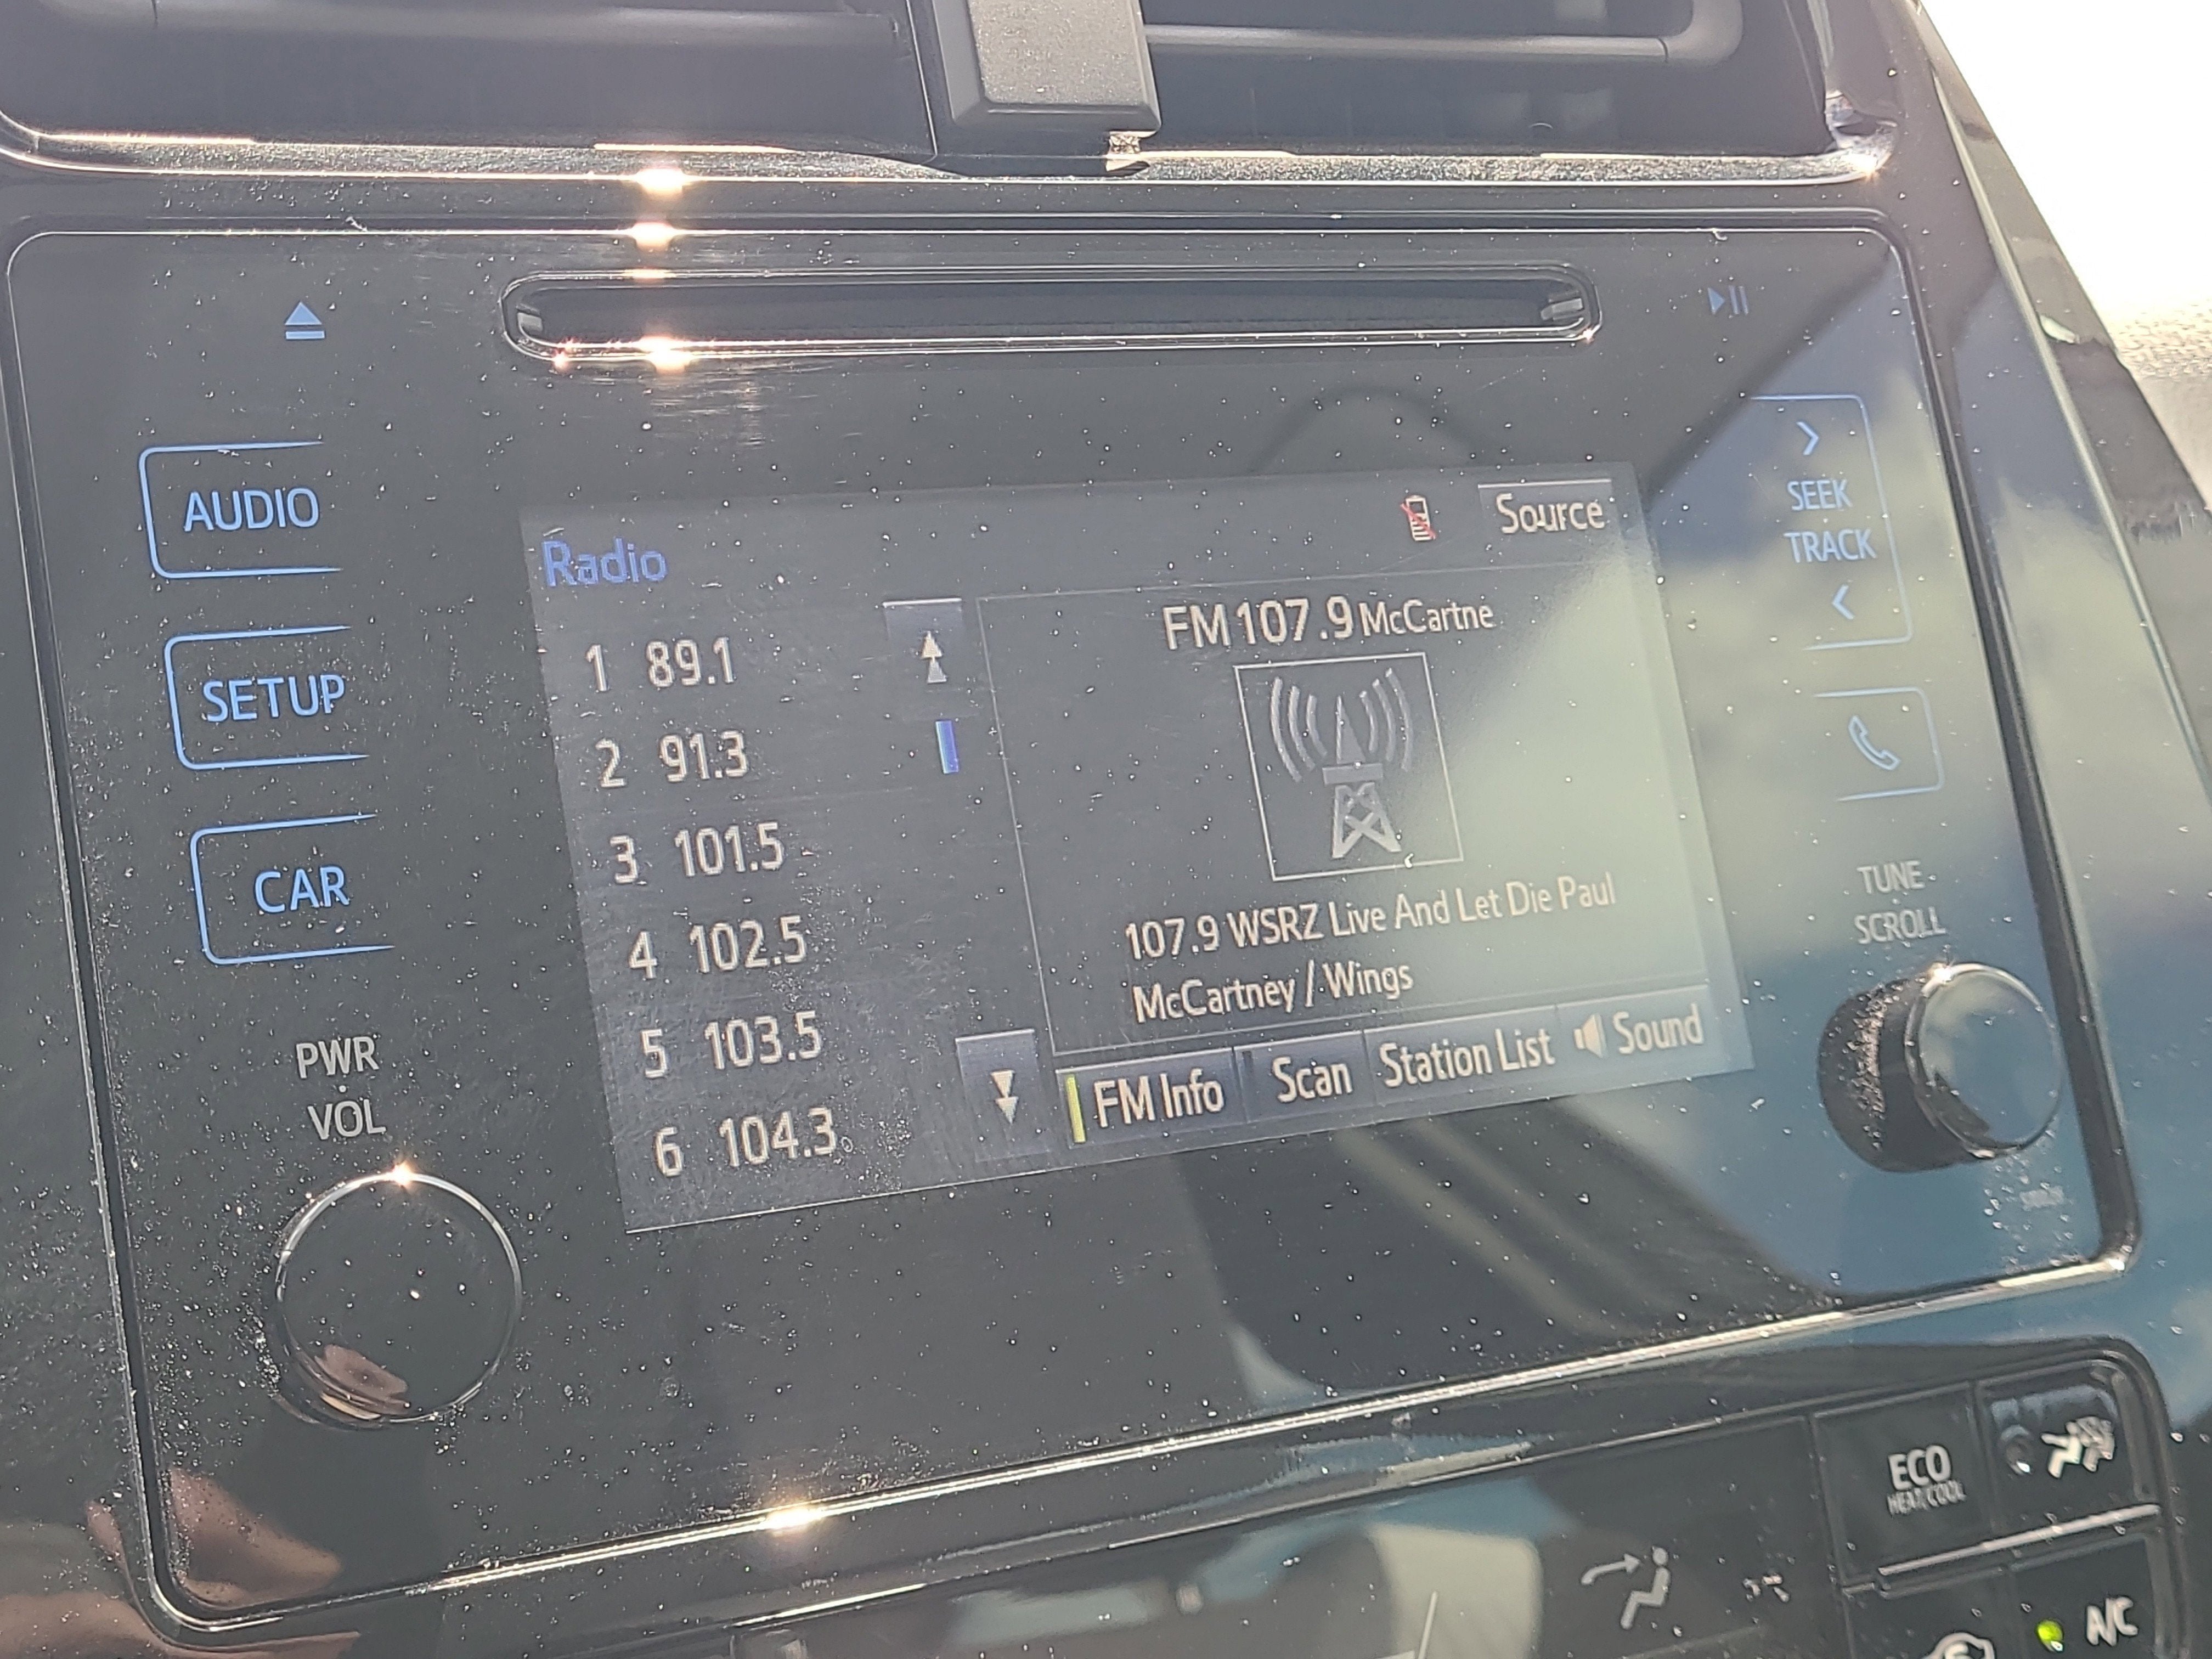 AUDIO
SETUP
CAR
PWR
VOL
Radio
Source
1 89.1
2 91.3
3 101.5
4 102.5
5 103.5
6 104.3
FM 107.9 McCartne
107.9 WSRZ Live And Let Die Paul
McCartney / Wings
FM Info
Scan
Station List
Sound
SEEK
TRACK
TUNE
SCROLL
ECO
HEAT/COOL
A/C